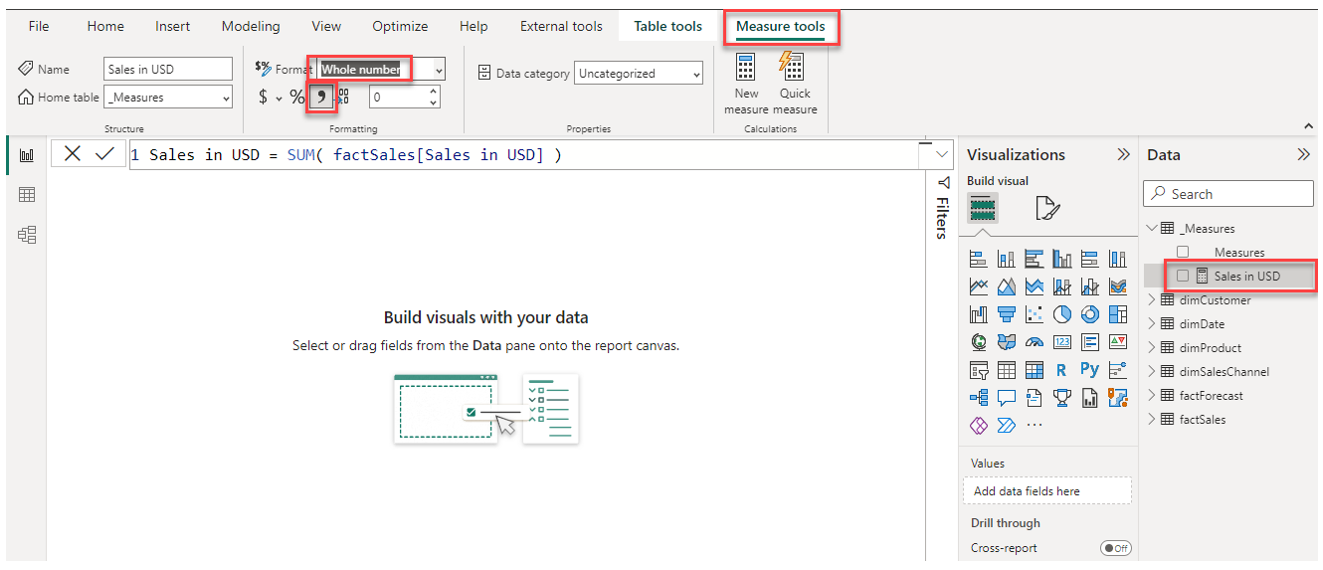 File Home Insert Modeling View Optimize Help External tools Table tools Measure tools
Name Sales in USD
$% Format Whole number
Data category Uncategorized
Home table _Measures
$ % , .00 0
New measure
Quick measure
Structure Formatting Properties Calculations
1 Sales in USD = SUM( factSales[Sales in USD] )
Build visuals with your data
Select or drag fields from the Data pane onto the report canvas.
Filters
Visualizations
Build visual
123
R Py
...
Values
Add data fields here
Drill through
Cross-report Off
Data
Search
_Measures
Measures
Sales in USD
dimCustomer
dimDate
dimProduct
dimSalesChannel
factForecast
factSales